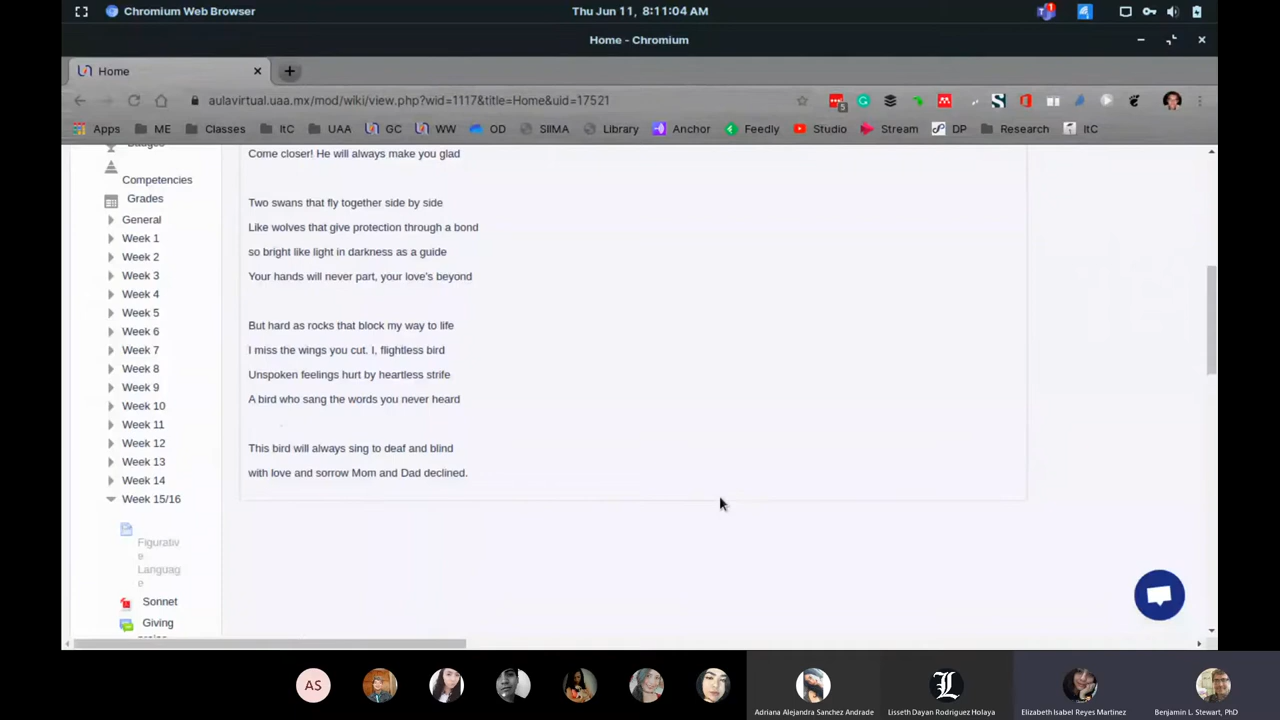 Chromium Web Browser
Thu Jun 11, 8:11:04 AM
1
Home - Chromium
Home
aulavirtual.uaa.mx/mod/wiki/view.php?wid=1117&title=Home&uid=17521
5
Apps ME Classes ItC UAA GC WW OD SIIMA Library Anchor Feedly Studio Stream DP Research ItC
Badges
Competencies
Grades
General
Week 1
Week 2
Week 3
Week 4
Week 5
Week 6
Week 7
Week 8
Week 9
Week 10
Week 11
Week 12
Week 13
Week 14
Week 15/16
Figurativ
e
Languag
e
Sonnet
Giving
Come closer! He will always make you glad
Two swans that fly together side by side
Like wolves that give protection through a bond
so bright like light in darkness as a guide
Your hands will never part, your love's beyond
But hard as rocks that block my way to life
I miss the wings you cut. I, flightless bird
Unspoken feelings hurt by heartless strife
A bird who sang the words you never heard
This bird will always sing to deaf and blind
with love and sorrow Mom and Dad declined.
AS
L
Adriana Alejandra Sanchez Andrade
Lisseth Dayan Rodriguez Holaya
Elizabeth Isabel Reyes Martinez
Benjamin L. Stewart, PhD